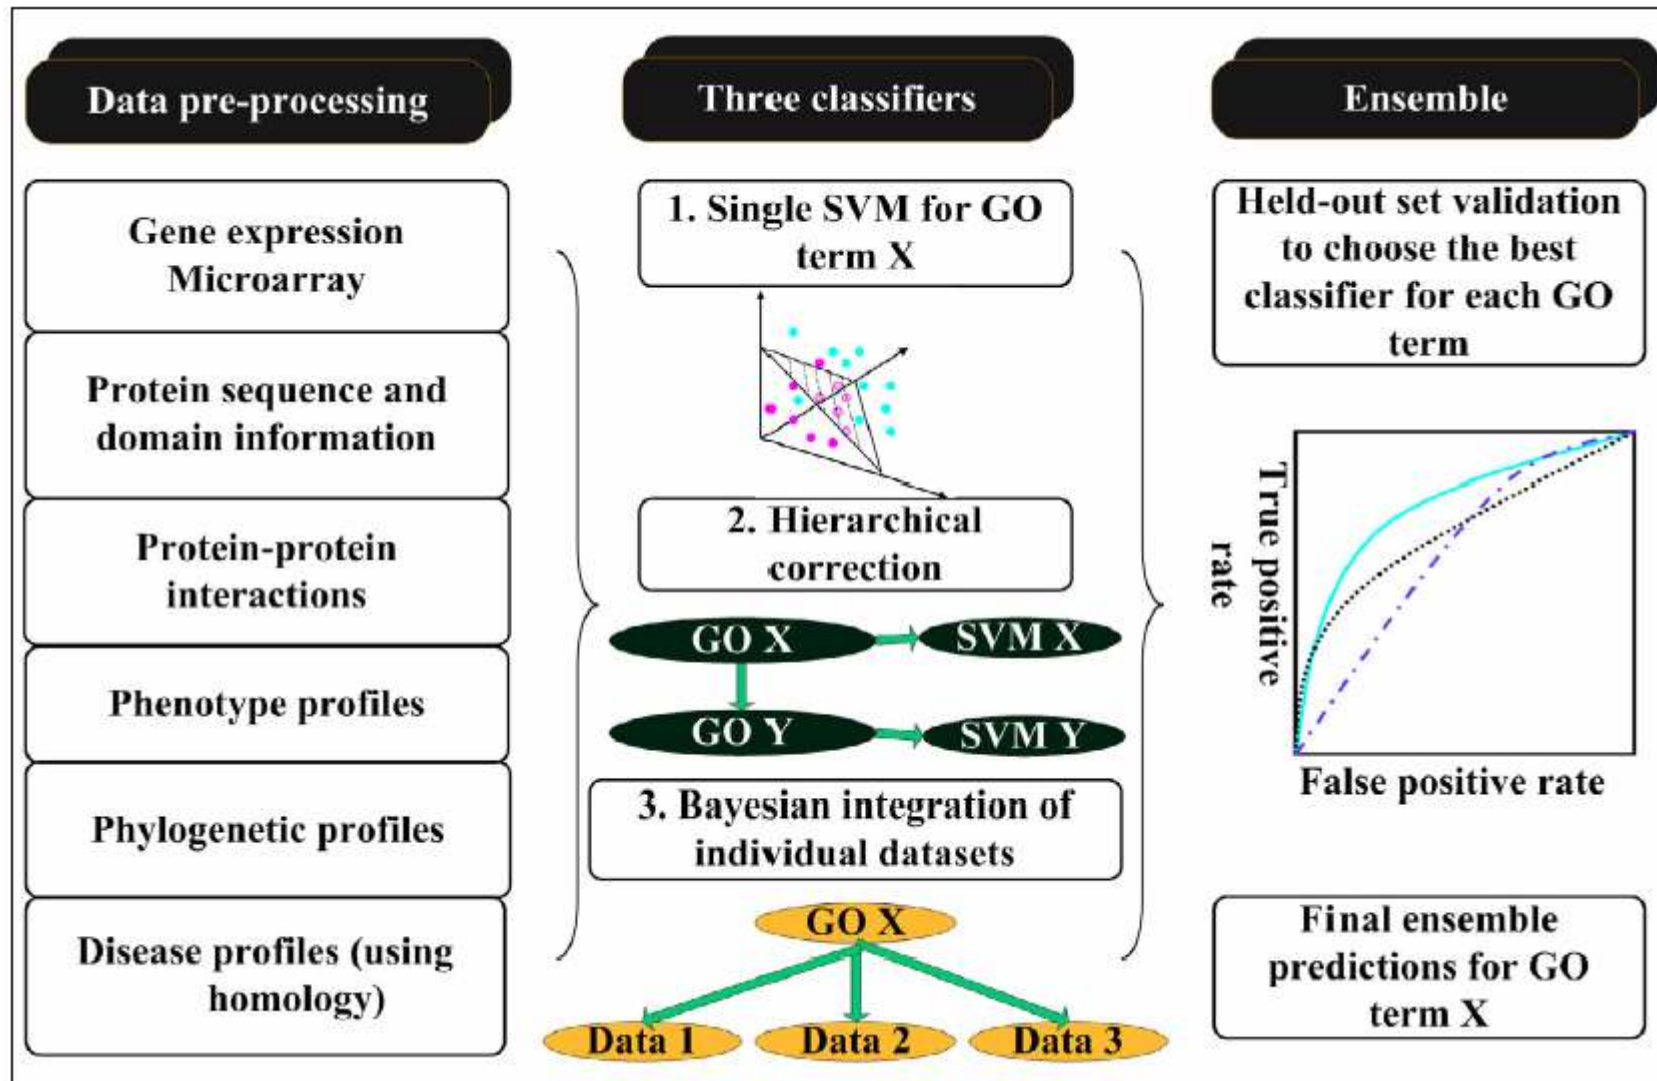 Data pre-processing
Gene expression
Microarray
Protein sequence and
domain information
Protein-protein
interactions
Phenotype profiles
Phylogenetic profiles
Disease profiles (using
homology)
Three classifiers
1. Single SVM for GO
term X
2. Hierarchical
correction
GO X
SVM X
GO Y
SVM Y
3. Bayesian integration of
individual datasets
GO X
Data 1
Data 2
Data 3
Ensemble
Held-out set validation
to choose the best
classifier for each GO
term
True positive
rate
False positive rate
Final ensemble
predictions for GO
term X